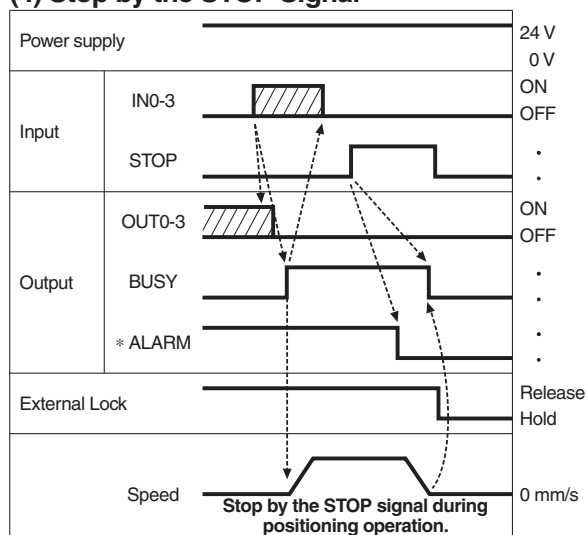 (4) Stop by the STOP Signal
Power supply
24 V
0 V
Input
IN0-3
ON
OFF
STOP
Output
OUT0-3
ON
OFF
BUSY
* ALARM
External Lock
Release
Hold
Speed
0 mm/s
Stop by the STOP signal during
positioning operation.